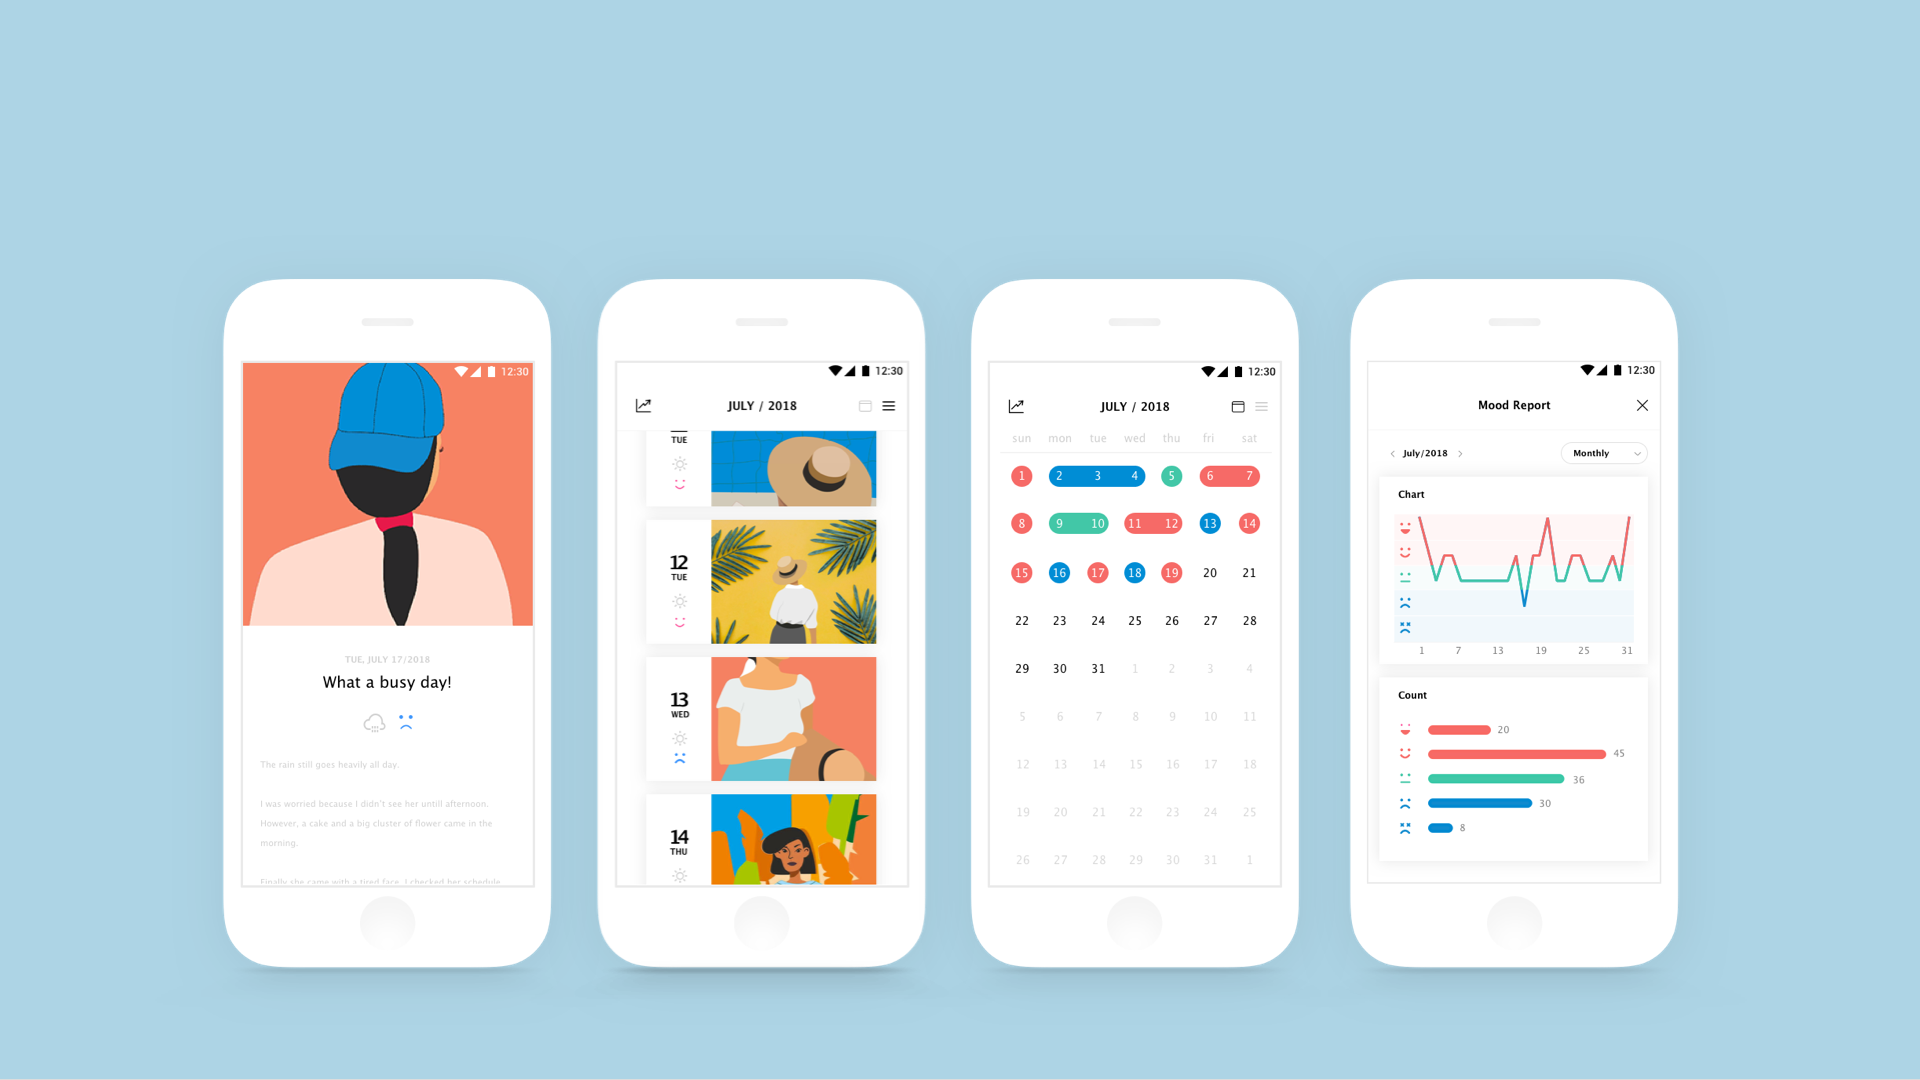 12:30
TUE, JULY 17/2018
What a busy day!
The rain still goes heavily all day.
I was worried because I didn't see her untill afternoon.
However, a cake and a big cluster of flower came in the
morning.
Finally she came with a tired face. I checked her schedule
12:30
JULY / 2018
TUE
12
TUE
13
WED
14
THU
12:30
JULY / 2018
sun mon tue wed thu fri sat
1 2 3 4 5 6 7
8 9 10 11 12 13 14
15 16 17 18 19 20 21
22 23 24 25 26 27 28
29 30 31 1 2 3 4
5 6 7 8 9 10 11
12 13 14 15 16 17 18
19 20 21 22 23 24 25
26 27 28 29 30 31 1
12:30
Mood Report
July/2018 Monthly
Chart
1 7 13 19 25 31
Count
20
45
36
30
8